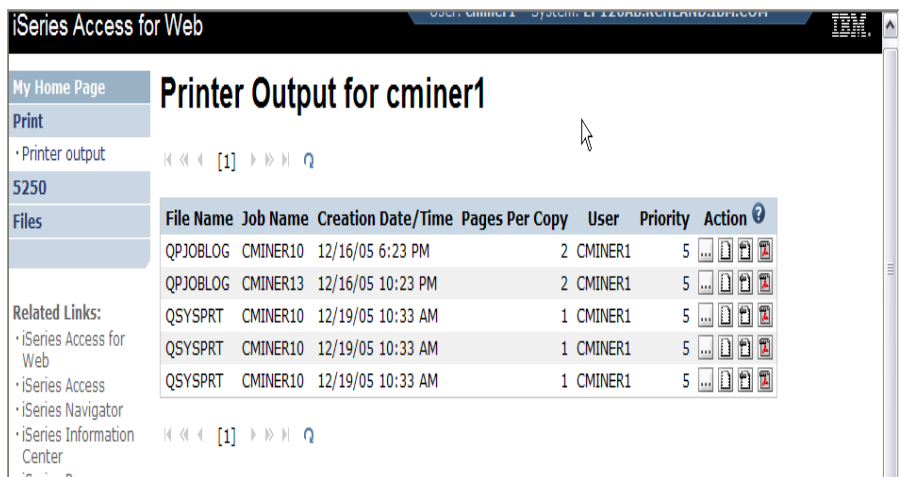 iSeries Access for Web
IBM.
My Home Page
Print
· Printer output
5250
Files
Related Links:
· iSeries Access for
Web
· iSeries Access
· iSeries Navigator
· iSeries Information
Center
Printer Output for cminer1
[1]
File Name Job Name Creation Date/Time Pages Per Copy User Priority Action ?
QPJOBLOG CMINER10 12/16/05 6:23 PM 2 CMINER1 5 ...
QPJOBLOG CMINER13 12/16/05 10:23 PM 2 CMINER1 5 ...
QSYSPRT CMINER10 12/19/05 10:33 AM 1 CMINER1 5 ...
QSYSPRT CMINER10 12/19/05 10:33 AM 1 CMINER1 5 ...
QSYSPRT CMINER10 12/19/05 10:33 AM 1 CMINER1 5 ...
[1]